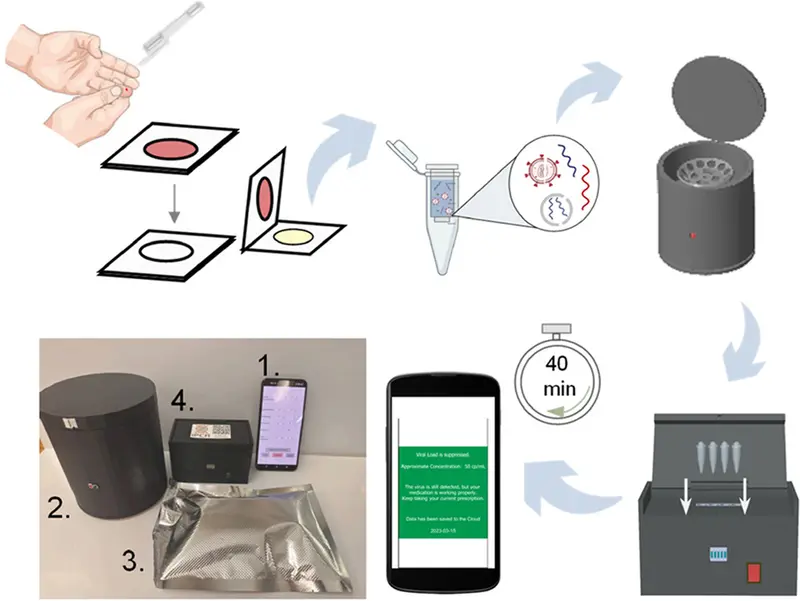 40
min
1.
4.
2.
3.
Viral Load is suppressed.
Approximate Concentration: 50 cp/mL
The virus is still detected, but your
medication is working properly.
Keep taking your current prescription.
Data has been saved to the Cloud
2023-03-15